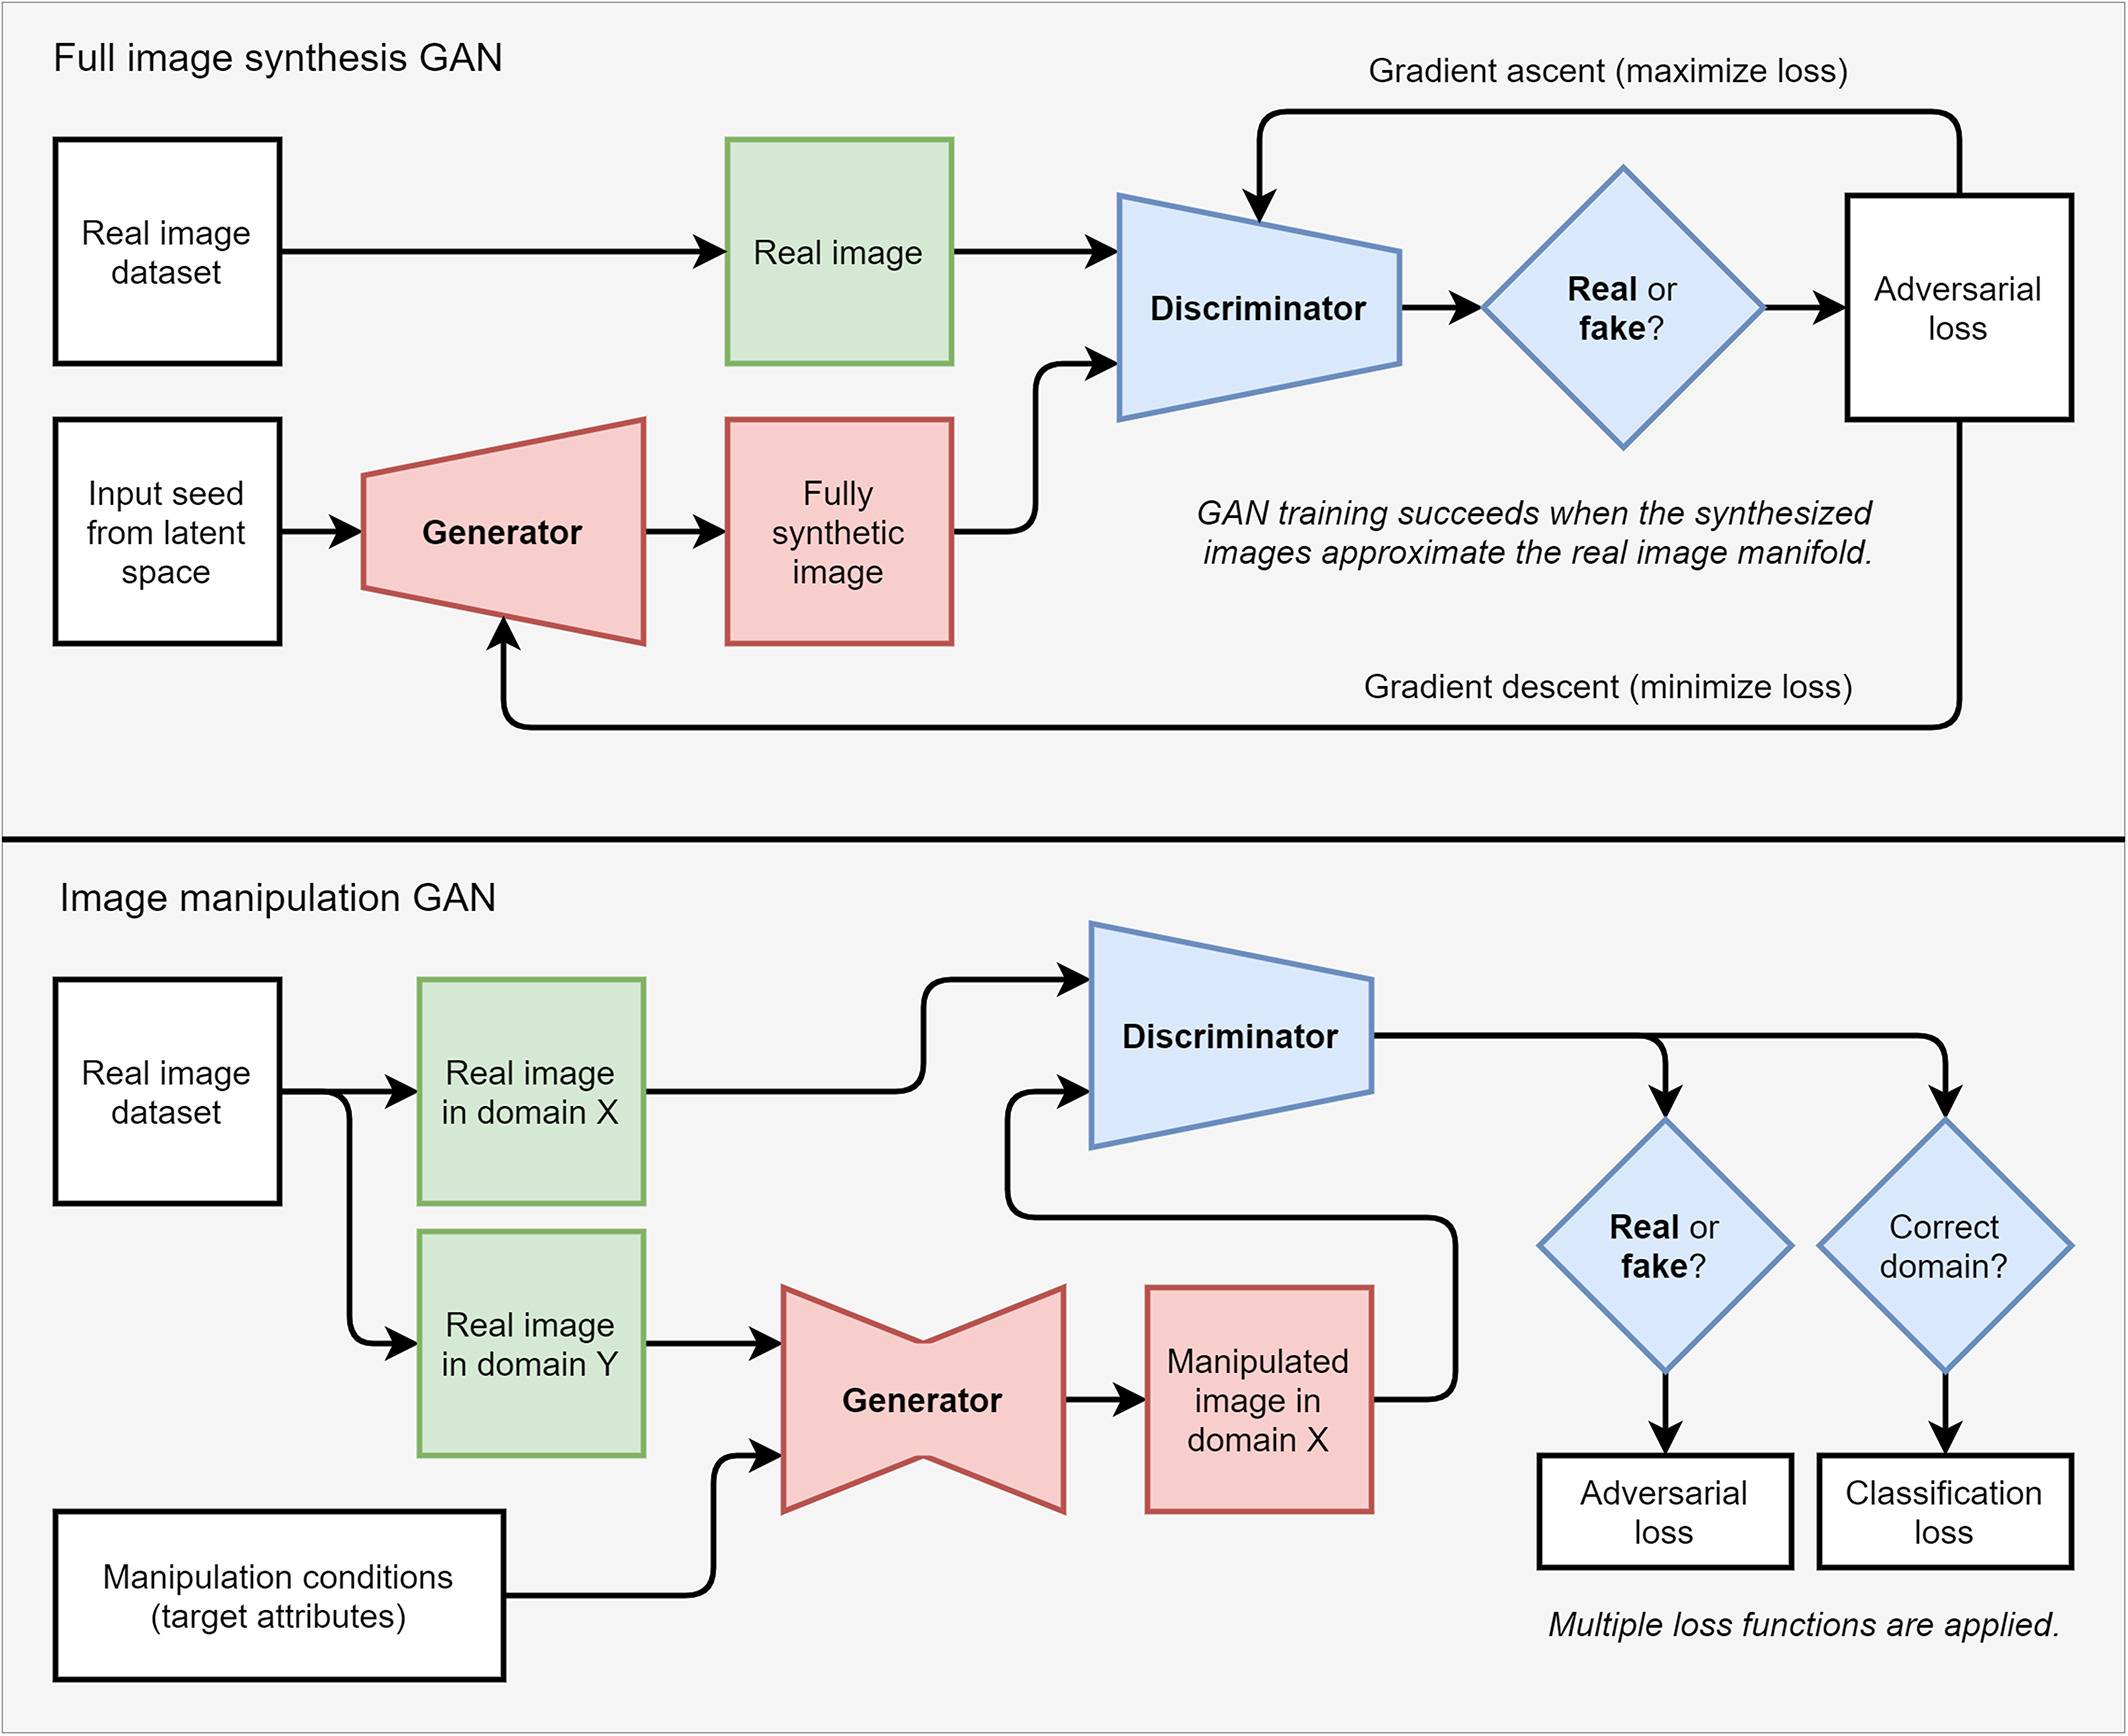 Full image synthesis GAN
Gradient ascent (maximize loss)
Real image
dataset
Real image
Discriminator
Real or
fake?
Adversarial
loss
Input seed
from latent
space
Generator
Fully
synthetic
image
GAN training succeeds when the synthesized
images approximate the real image manifold.
Gradient descent (minimize loss)
Image manipulation GAN
Real image
dataset
Real image
in domain X
Discriminator
Real image
in domain Y
Generator
Manipulated
image in
domain X
Real or
fake?
Correct
domain?
Manipulation conditions
(target attributes)
Adversarial
loss
Classification
loss
Multiple loss functions are applied.